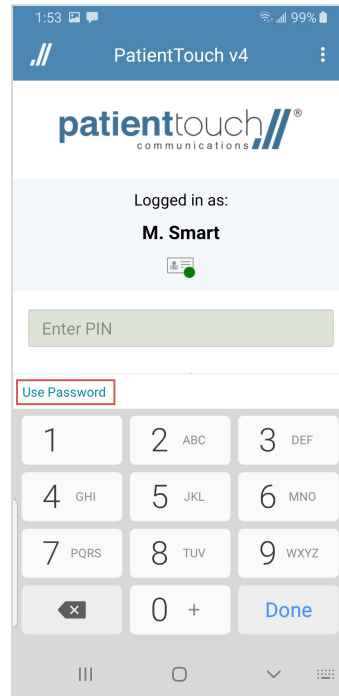 1:53 99%
PatientTouch v4
patienttouch®
communications
Logged in as:
M. Smart
Enter PIN
Use Password
1 2 ABC 3 DEF
4 GHI 5 JKL 6 MNO
7 PQRS 8 TUV 9 WXYZ
0 + Done